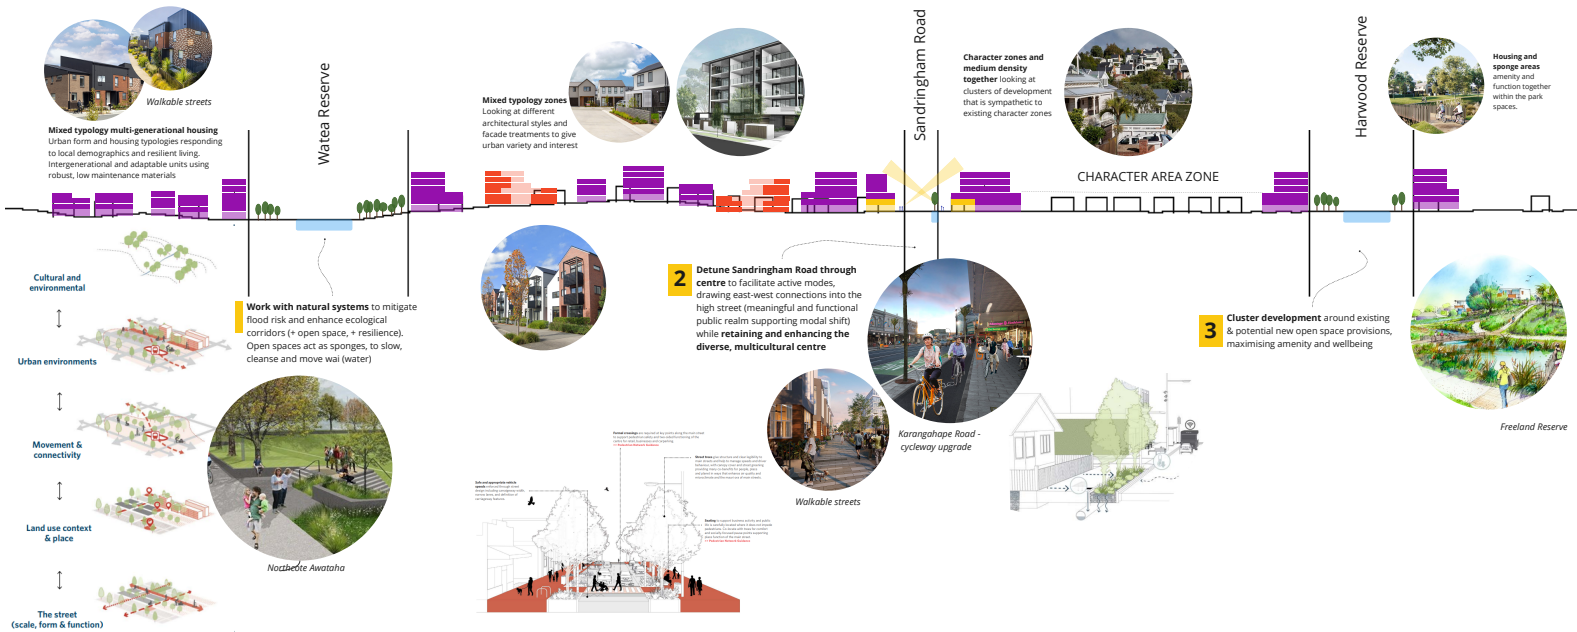 Walkable streets
Mixed typology multi-generational housing
Urban form and housing typologies responding
to local demographics and resilient living.
Intergenerational and adaptable units using
robust, low maintenance materials
Watea Reserve
Mixed typology zones
Looking at different
architectural styles and
facade treatments to give
urban variety and interest
Sandringham Road
Character zones and
medium density
together looking at
clusters of development
that is sympathetic to
existing character zones
CHARACTER AREA ZONE
Harwood Reserve
Housing and
sponge areas
amenity and
function together
within the park
spaces.
Cultural and
environmental
Urban environments
Movement &
connectivity
Land use context
& place
The street
(scale, form & function)
Work with natural systems to mitigate
flood risk and enhance ecological
corridors (+ open space, + resilience).
Open spaces act as sponges, to slow,
cleanse and move wai (water)
Northcote Awataha
2
Detune Sandringham Road through
centre to facilitate active modes,
drawing east-west connections into the
high street (meaningful and functional
public realm supporting modal shift)
while retaining and enhancing the
diverse, multicultural centre
Walkable streets
Karangahape Road -
cycleway upgrade
3
Cluster development around existing
& potential new open space provisions,
maximising amenity and wellbeing
Freeland Reserve